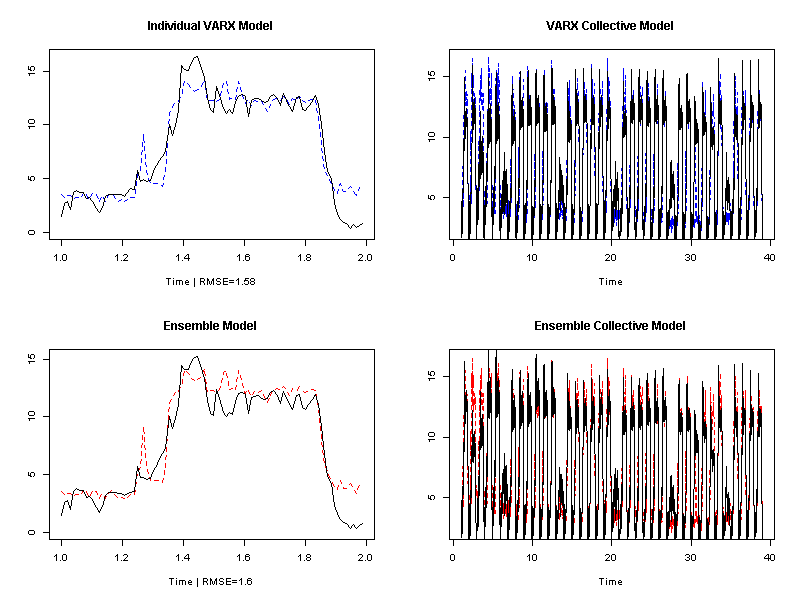 Individual VARX Model
15
10
5
0
1.0 1.2 1.4 1.6 1.8 2.0
Time | RMSE=1.58
VARX Collective Model
15
10
5
0 10 20 30 40
Time
Ensemble Model
15
10
5
0
1.0 1.2 1.4 1.6 1.8 2.0
Time | RMSE=1.6
Ensemble Collective Model
15
10
5
0 10 20 30 40
Time